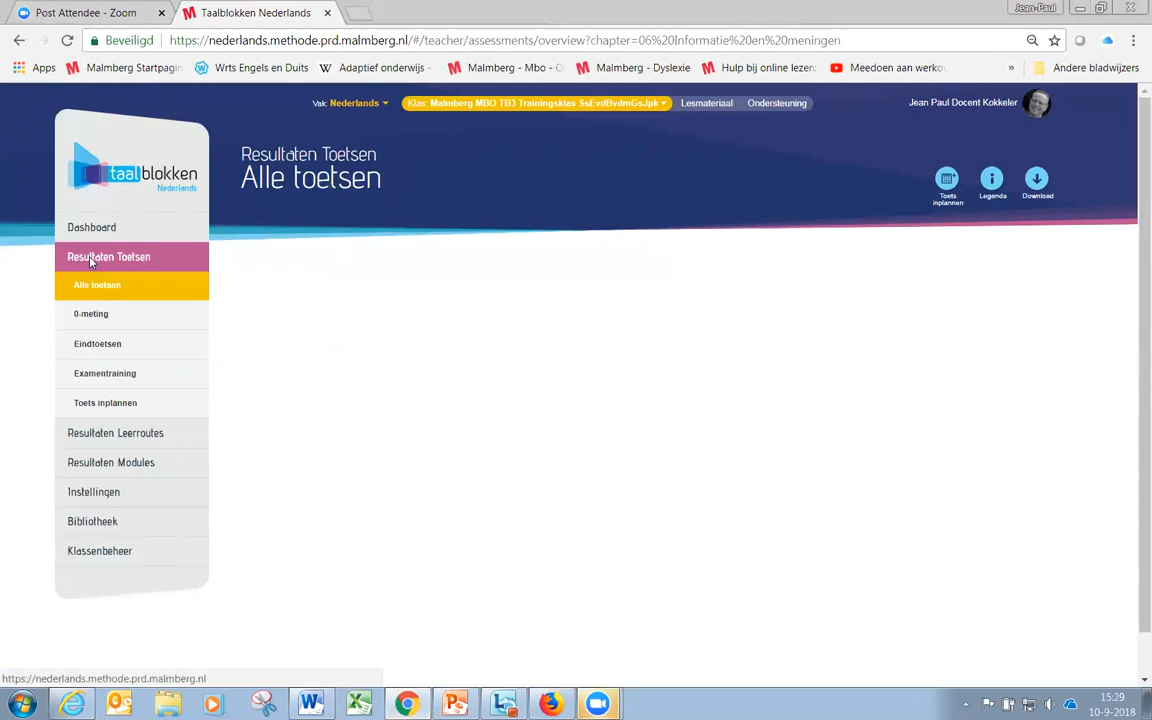 Post Attendee - Zoom
Taalblokken Nederlands
Jean-Paul
Beveiligd
https://nederlands.methode.prd.malmberg.nl/#/teacher/assessments/overview?chapter=06%20Informatie%20en%20meningen
Apps
Malmberg Startpagin
Wrts Engels en Duits
Adaptief onderwijs -
Malmberg - Mbo - O
Malmberg - Dyslexie
Hulp bij online lezen:
Meedoen aan werkov
»
Andere bladwijzers
Vak: Nederlands
Klas: Malmberg MBO TB3 Trainingsklas SsEvdBvdmGsJpk
Lesmateriaal
Ondersteuning
Jean Paul Docent Kokkeler
taalblokken
Nederlands
Resultaten Toetsen
Alle toetsen
Toets inplannen
Legenda
Download
Dashboard
Resultaten Toetsen
Alle toetsen
0-meting
Eindtoetsen
Examentraining
Toets inplannen
Resultaten Leerroutes
Resultaten Modules
Instellingen
Bibliotheek
Klassenbeheer
https://nederlands.methode.prd.malmberg.nl
15:29
10-9-2018